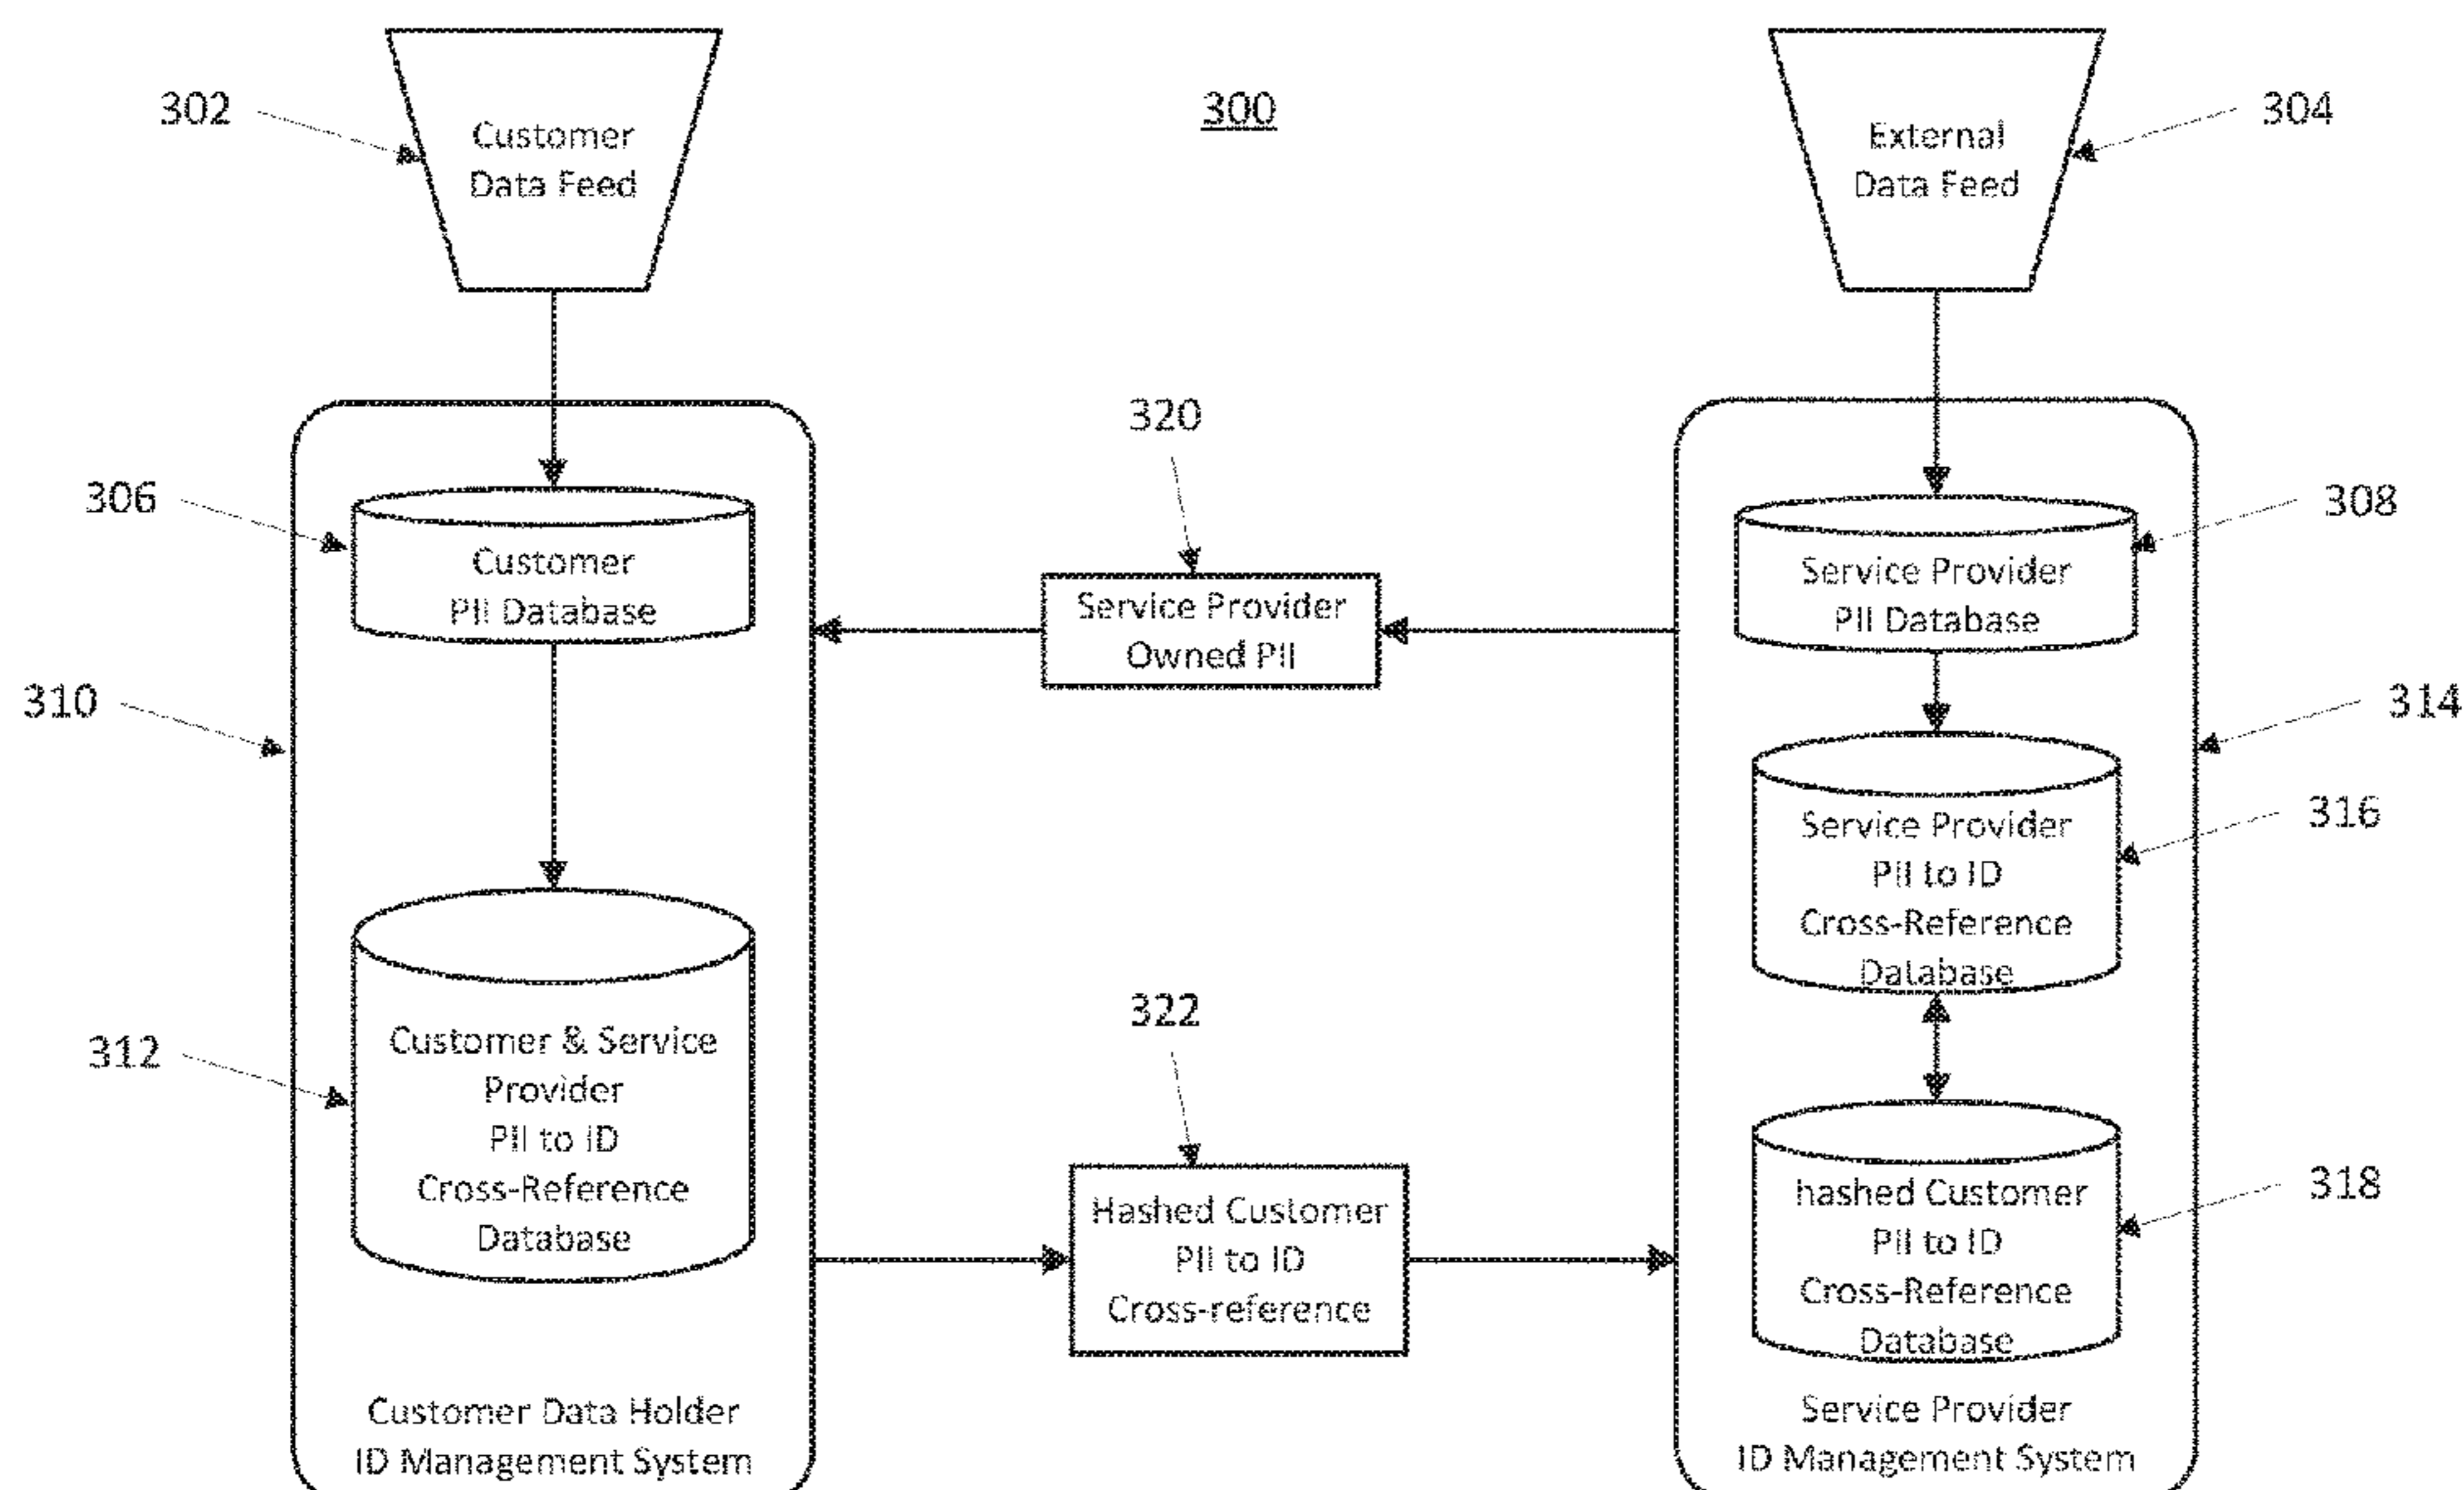 300
302
Customer
Data Feed
External
Data Feed
304
320
306
Customer
PII Database
Service Provider
Owned PII
Service Provider
PII Database
308
310
314
Service Provider
PII to ID
Cross-Reference
Database
316
312
Customer & Service
Provider
PII to ID
Cross-Reference
Database
322
Hashed Customer
PII to ID
Cross-reference
hashed Customer
PII to ID
Cross-Reference
Database
318
Customer Data Holder
ID Management System
Service Provider
ID Management System